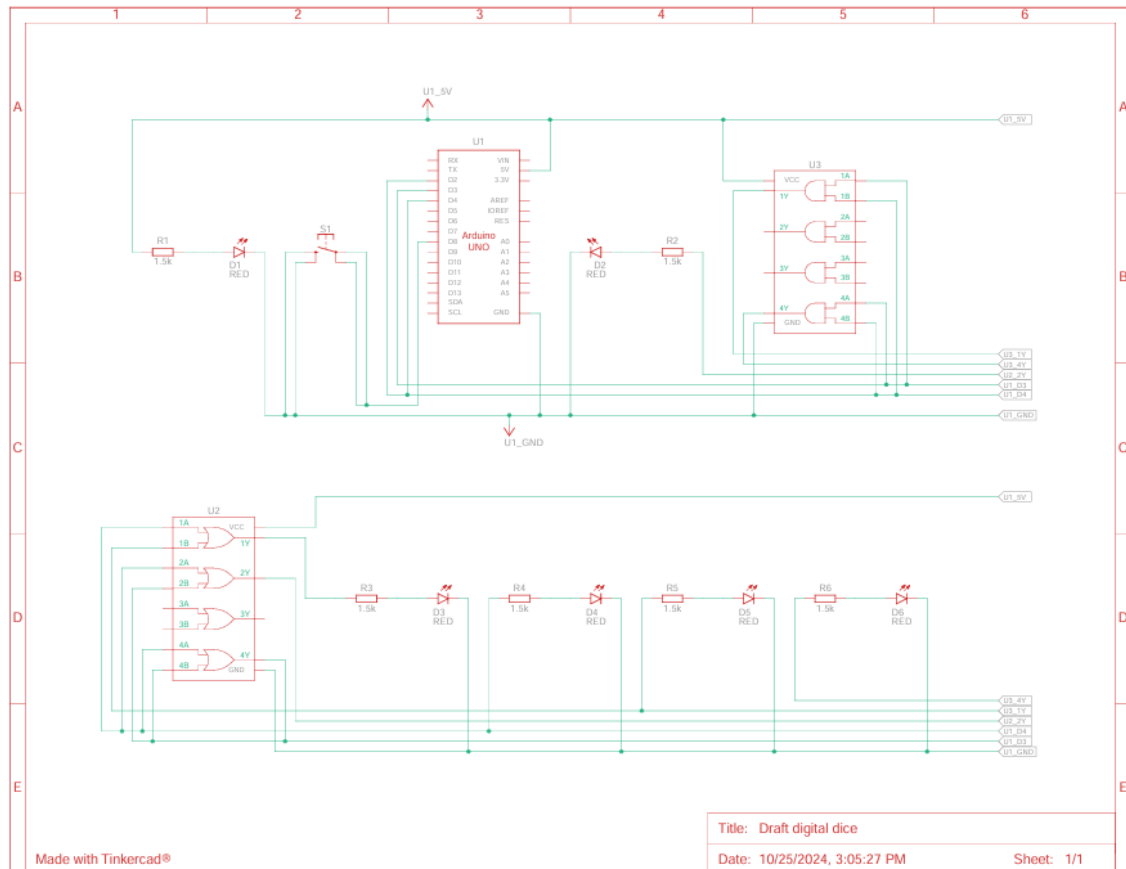 1 2 3 4 5 6
A A
U1_5V
U1_5V
U1
RX VIN
TX 5V
D2 3.3V
D3
D4 AREF
D5 IOREF
D6 RES
D7
D8 A0
D9 A1
D10 A2
D11 A3
D12 A4
D13 A5
SDA
SCL GND
Arduino
UNO
U3
VCC 1A
1Y 1B
2A
2Y 2B
3A
3Y 3B
4A
4Y
GND 4B
B B
R1
1.5k
D1
RED
S1
D2
RED
R2
1.5k
U3_1Y
U3_4Y
U2_2Y
U1_D3
U1_D4
U1_GND
U1_GND
C C
U1_5V
U2
1A VCC
1B 1Y
2A
2Y
2B
3A
3Y
3B
4A
4Y
4B GND
D D
R3
1.5k
D3
RED
R4
1.5k
D4
RED
R5
1.5k
D5
RED
R6
1.5k
D6
RED
U3_4Y
U3_1Y
U2_2Y
U1_D4
U1_D3
U1_GND
E E
Title: Draft digital dice
Made with Tinkercad®
Date: 10/25/2024, 3:05:27 PM Sheet: 1/1